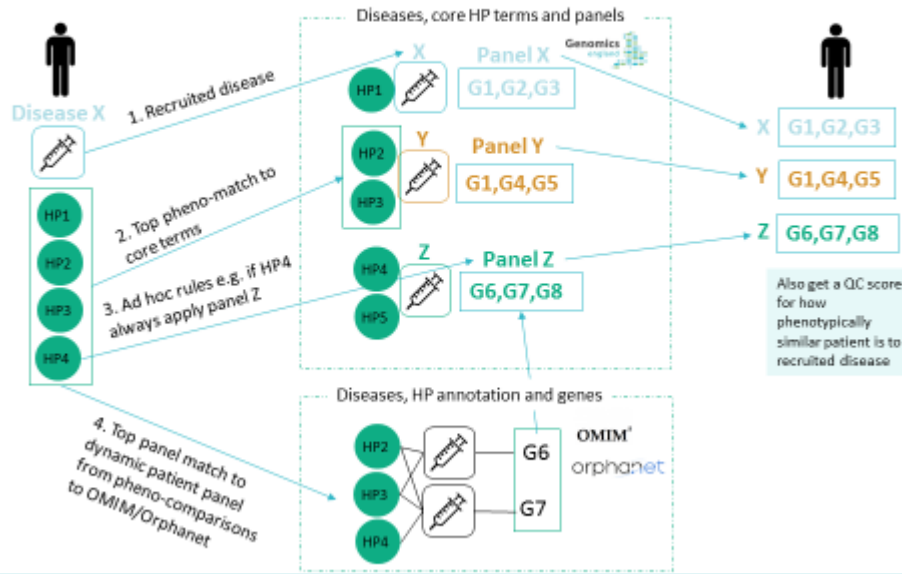 Diseases, core HP terms and panels
Genomics
england
Disease X
1. Recruited disease
X
Panel X
HP1
G1,G2,G3
X
G1,G2,G3
HP1
HP2
HP3
HP4
2. Top pheno-match to
core terms
HP2
HP3
Y
Panel Y
G1,G4,G5
Y
G1,G4,G5
3. Ad hoc rules e.g. if HP4
always apply panel Z
HP4
HP5
Z
Panel Z
G6,G7,G8
Z
G6,G7,G8
Also get a QC score
for how
phenotypically
similar patient is to
recruited disease
4. Top panel match to
dynamic patient panel
from pheno-comparisons
to OMIM/Orphanet
Diseases, HP annotation and genes
HP2
HP3
HP4
G6
G7
OMIM®
orphanet